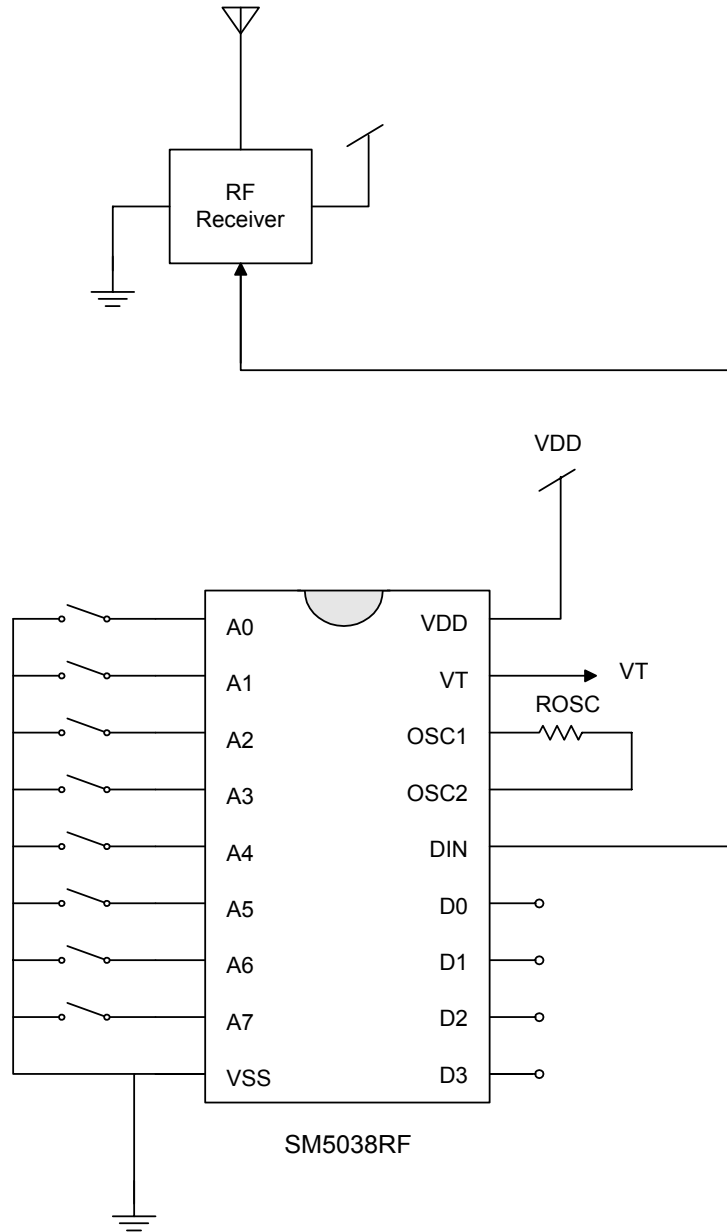 RF
Receiver
VDD
A0
VDD
A1
VT
VT
ROSC
A2
OSC1
A3
OSC2
A4
DIN
A5
D0
A6
D1
A7
D2
VSS
D3
SM5038RF